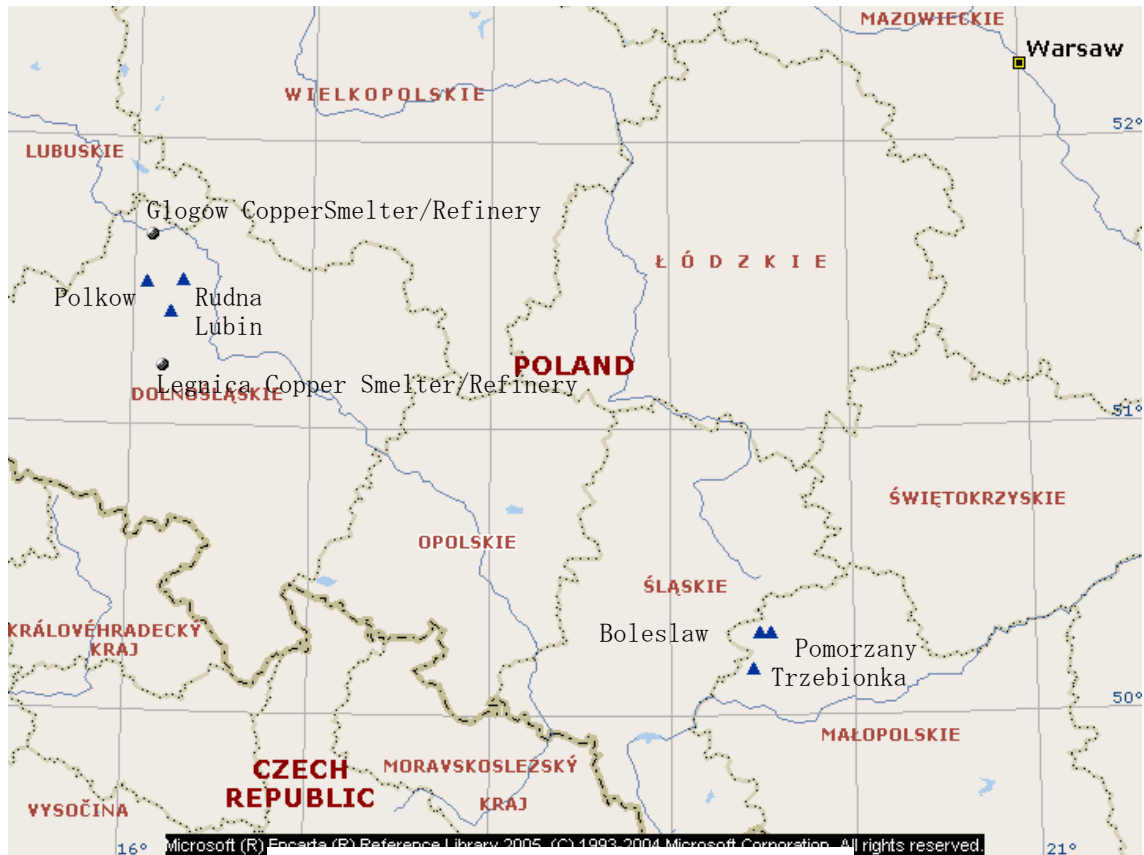 MAZOWIECKIE
Warsaw
WIELKOPOLSKIE
52°
LUBUSKIE
Glogow CopperSmelter/Refinery
ŁÓDZKIE
Polkow
Rudna
Lubin
POLAND
Legnica Copper Smelter/Refinery
DOLNOŚLĄSKIE
51°
ŚWIĘTOKRZYSKIE
OPOLSKIE
ŚLĄSKIE
KRÁLOVÉHRADECKÝ
KRAJ
Boleslaw
Pomorzany
Trzebionka
50°
MAŁOPOLSKIE
CZECH
REPUBLIC
MORAVSKOSLEZSKÝ
KRAJ
VYSOČINA
16°
Microsoft (R) Encarta (R) Reference Library 2005. (C) 1993-2004 Microsoft Corporation. All rights reserved.
21°